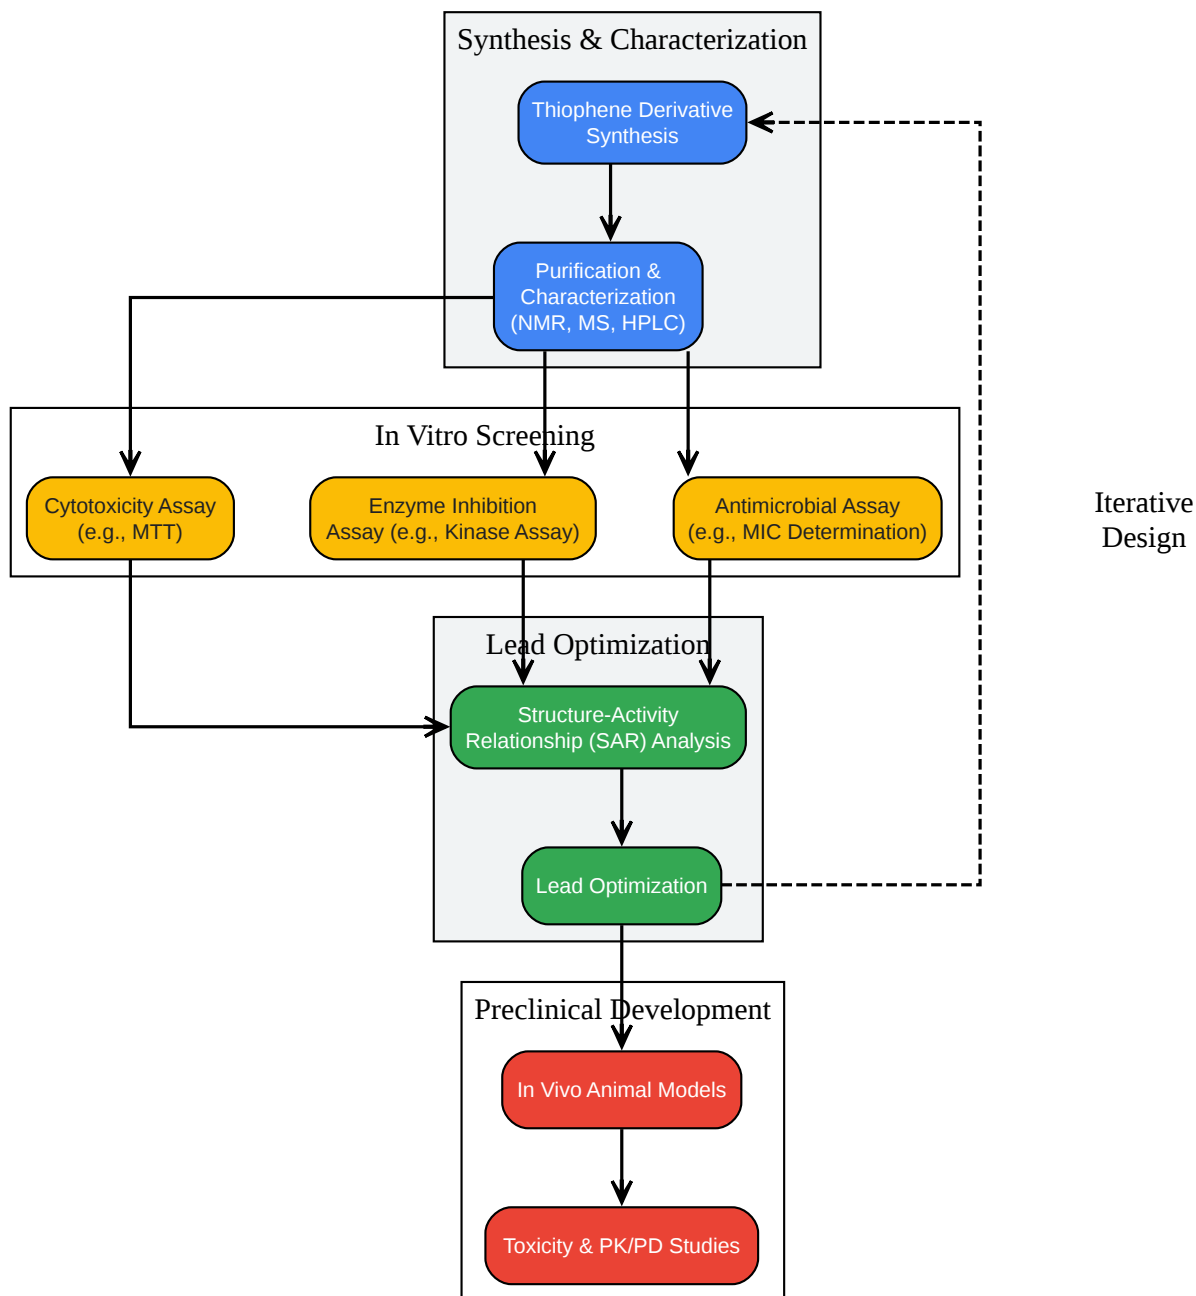 Synthesis & Characterization
Thiophene Derivative
Synthesis
Purification &
Characterization
(NMR, MS, HPLC)
In Vitro Screening
Cytotoxicity Assay
(e.g., MTT)
Enzyme Inhibition
Assay (e.g., Kinase Assay)
Antimicrobial Assay
(e.g., MIC Determination)
Iterative
Design
Lead Optimization
Structure-Activity
Relationship (SAR) Analysis
Lead Optimization
Preclinical Development
In Vivo Animal Models
Toxicity & PK/PD Studies